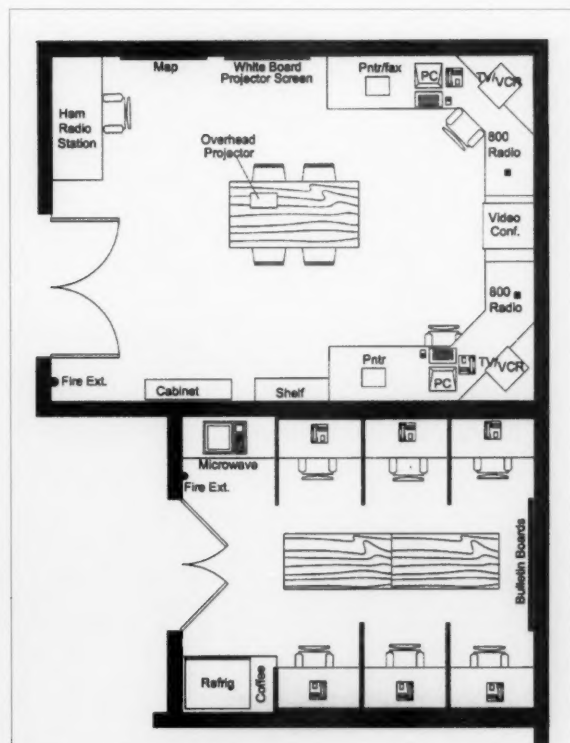 Map
White Board
Projector Screen
Pntr/fax
PC
TV/
VCR
Ham
Radio
Station
Overhead
Projector
800
Radio
Video
Conf.
800
Radio
Pntr
PC
TV/
VCR
Fire Ext.
Cabinet
Shelf
Microwave
Fire Ext.
Bulletin Boards
Refrig
Coffee